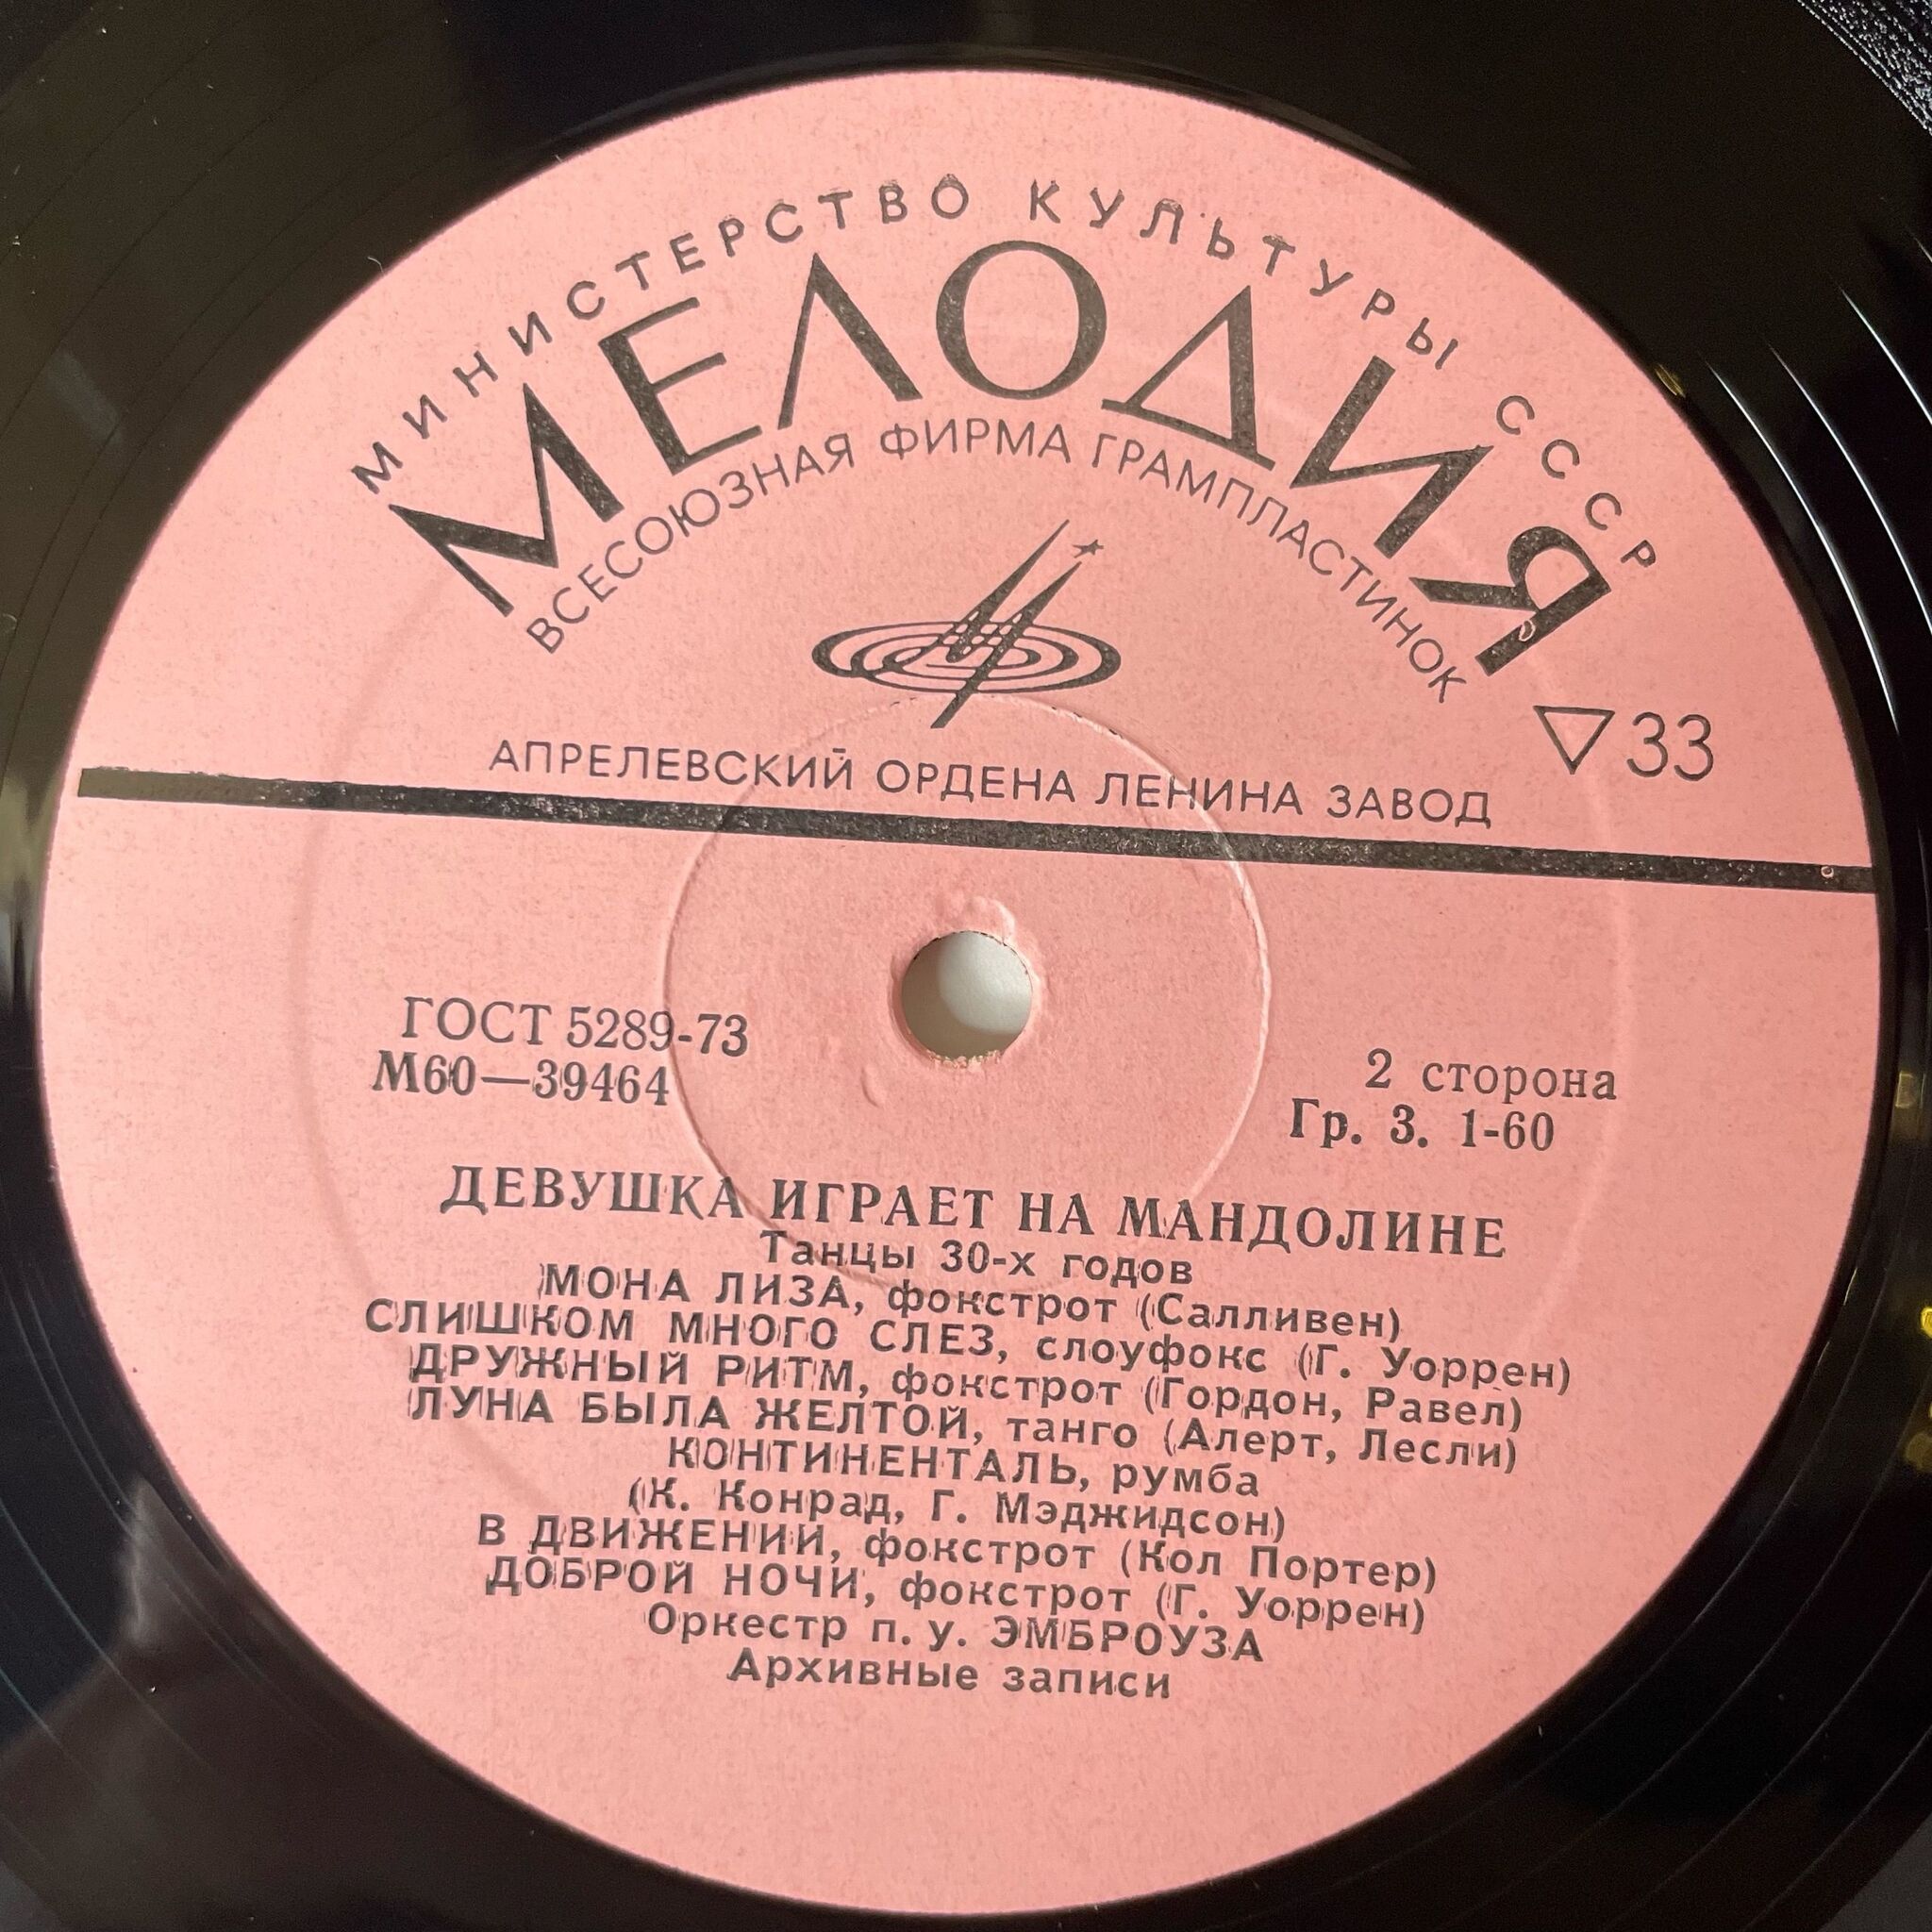 МИНИСТЕРСТВО КУЛЬТУРЫ СССР
МЕЛОДИЯ
ВСЕСОЮЗНАЯ ФИРМА ГРАМПЛАСТИНОК
33
АПРЕЛЕВСКИЙ ОРДЕНА ЛЕНИНА ЗАВОД
ГОСТ 5289-73
М60—39464
2 сторона
Гр. 3. 1-60
ДЕВУШКА ИГРАЕТ НА МАНДОЛИНЕ
Танцы 30-х годов
МОНА ЛИЗА, фокстрот (Салливен)
СЛИШКОМ МНОГО СЛЕЗ, слоуфокс (Г. Уоррен)
ДРУЖНЫЙ РИТМ, фокстрот (Гордон, Равел)
ЛУНА БЫЛА ЖЕЛТОЙ, танго (Алерт, Лесли)
КОНТИНЕНТАЛЬ, румба
(К. Конрад, Г. Мэджидсон)
В ДВИЖЕНИИ, фокстрот (Кол Портер)
ДОБРОЙ НОЧИ, фокстрот (Г. Уоррен)
Оркестр п. у. ЭМБРОУЗА
Архивные записи